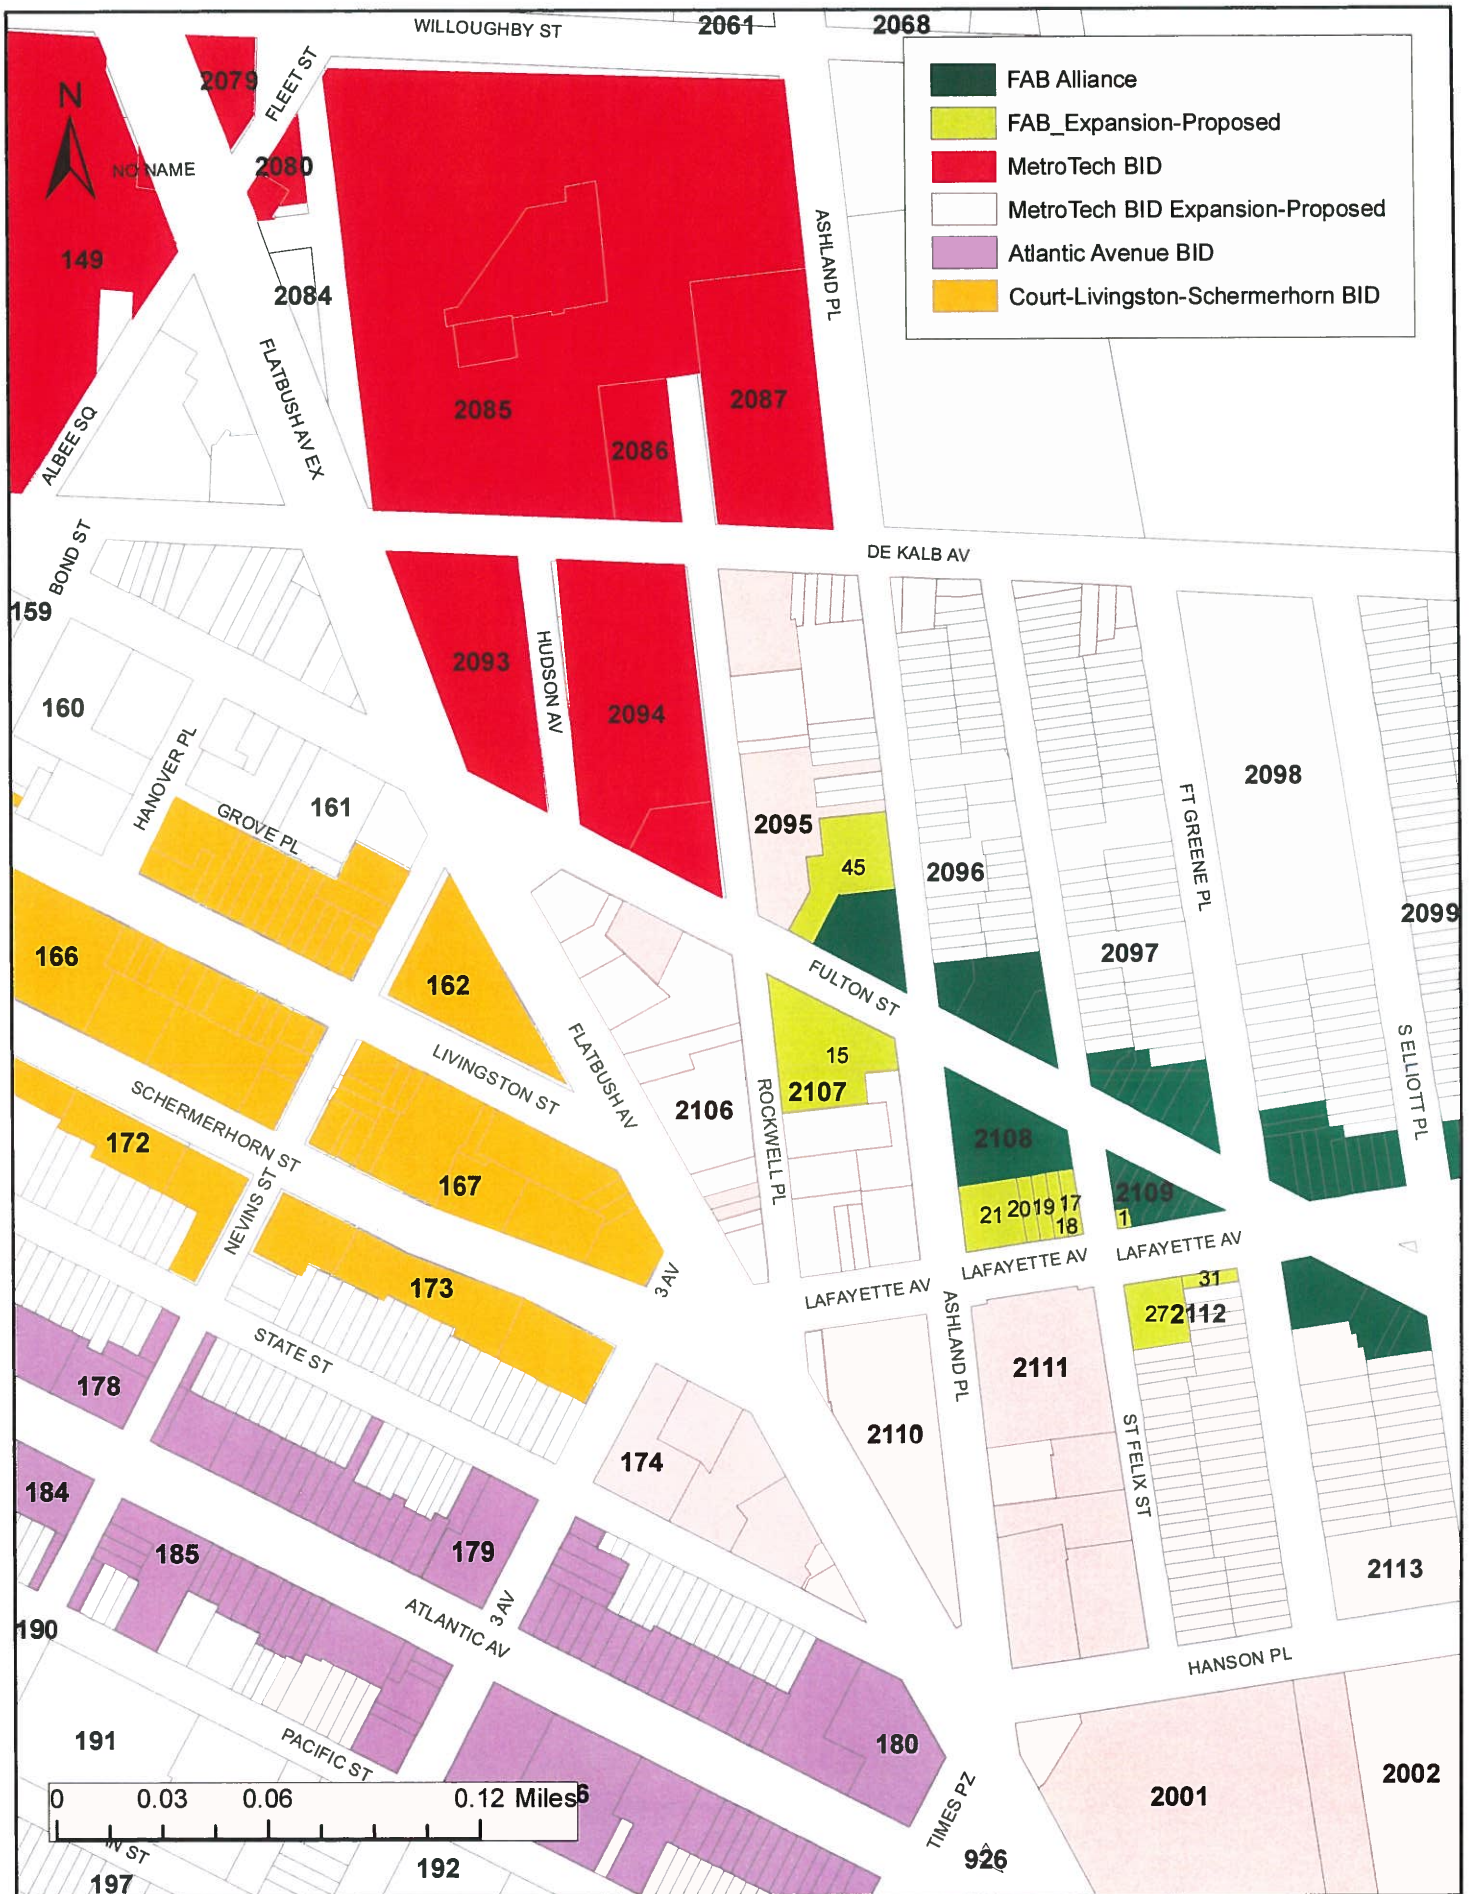 WILLOUGHBY ST
2061
2068
FAB Alliance
FAB_Expansion-Proposed
MetroTech BID
MetroTech BID Expansion-Proposed
Atlantic Avenue BID
Court-Livingston-Schermerhorn BID
2079
FLEET ST
N
NO NAME
2080
149
2084
ASHLAND PL
FLATBUSH AV EX
2085
2086
2087
ALBEE SQ
BOND ST
DE KALB AV
159
160
HUDSON AV
2093
2094
HANOVER PL
GROVE PL
161
2095
45
2096
2097
2098
FT GREENE PL
2099
166
162
FULTON ST
LIVINGSTON ST
FLATBUSH AV
15
2107
2106
ROCKWELL PL
S ELLIOTT PL
SCHERMERHORN ST
172
NEVINS ST
167
2108
2109
21
20
19
17
18
1
LAFAYETTE AV
LAFAYETTE AV
LAFAYETTE AV
3 AV
173
31
27
2112
STATE ST
ASHLAND PL
2111
178
174
2110
ST FELIX ST
184
185
179
2113
ATLANTIC AV
3 AV
190
HANSON PL
191
PACIFIC ST
180
2001
2002
0
0.03
0.06
0.12 Miles
6
TIMES PZ
926
IN ST
192
197